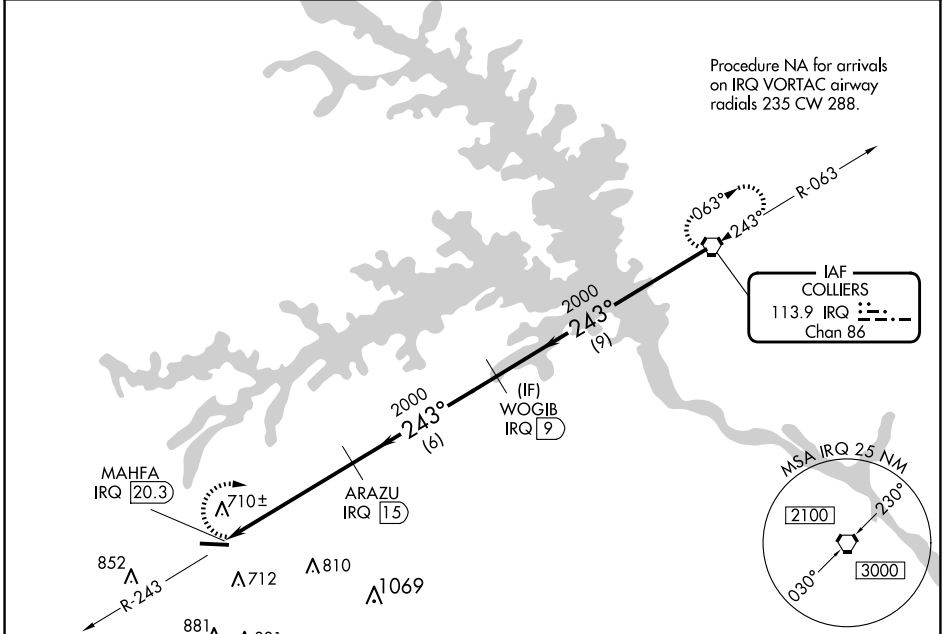 Procedure NA for arrivals
on IRQ VORTAC airway
radials 235 CW 288.
R-063
063°
243°
IAF
COLLIERS
113.9 IRQ
Chan 86
2000
243°
(9)
(IF)
WOGIB
IRQ 9
2000
243°
(6)
MAHFA
IRQ 20.3
710±
ARAZU
IRQ 15
MSA IRQ 25 NM
2100
230°
030°
3000
852
712
810
1069
R-243
881